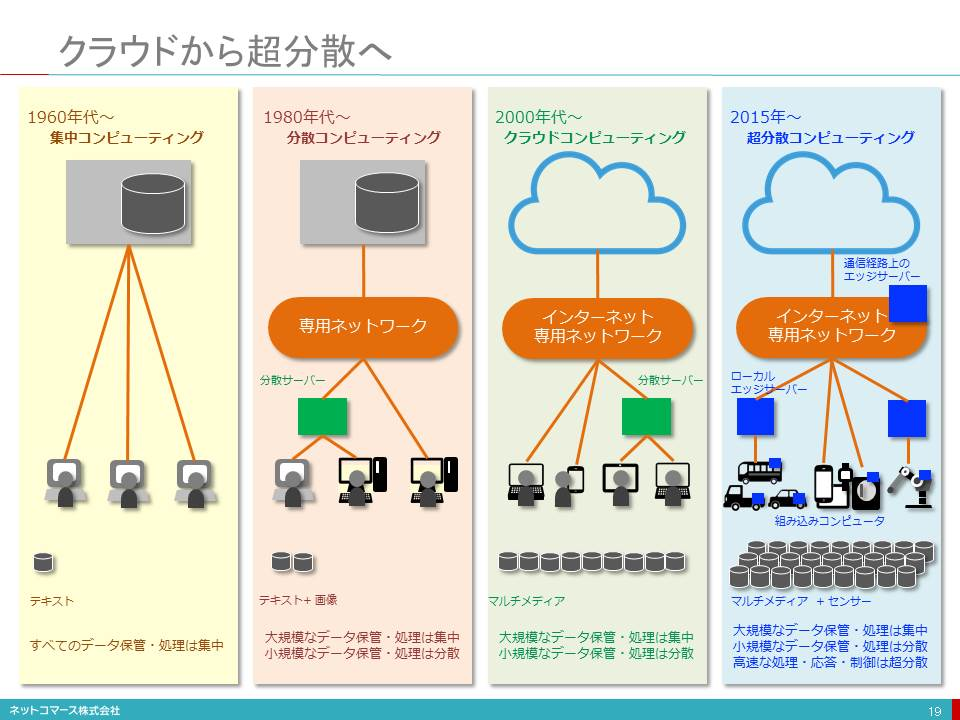 クラウドから超分散へ
1960年代～
集中コンピューティング
テキスト
すべてのデータ保管・処理は集中
1980年代～
分散コンピューティング
専用ネットワーク
分散サーバー
テキスト+ 画像
大規模なデータ保管・処理は集中
小規模なデータ保管・処理は分散
2000年代～
クラウドコンピューティング
インターネット
専用ネットワーク
分散サーバー
マルチメディア
大規模なデータ保管・処理は集中
小規模なデータ保管・処理は分散
2015年～
超分散コンピューティング
通信経路上の
エッジサーバー
インターネット
専用ネットワーク
ローカル
エッジサーバー
組み込みコンピュータ
マルチメディア + センサー
大規模なデータ保管・処理は集中
小規模なデータ保管・処理は分散
高速な処理・応答・制御は超分散
ネットコマース株式会社
19